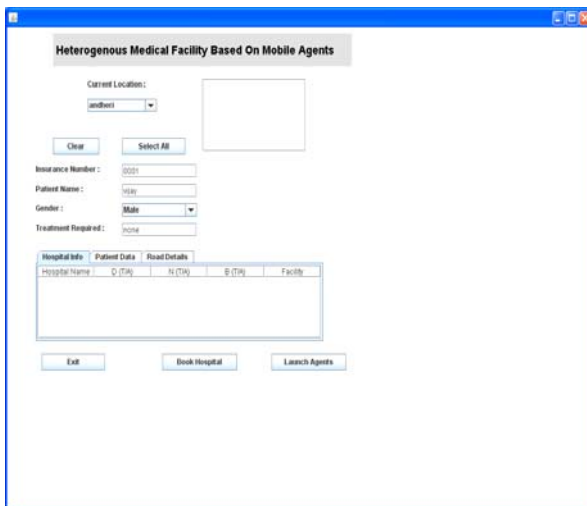 Heterogenous Medical Facility Based On Mobile Agents
Current Location :
andheri
Clear Select All
Insurance Number : 0001
Patient Name : vijay
Gender : Male
Treatment Required : none
Hospital Info Patient Data Road Details
Hospital Name D (T/A) N (T/A) B (T/A) Facility
Exit Book Hospital Launch Agents